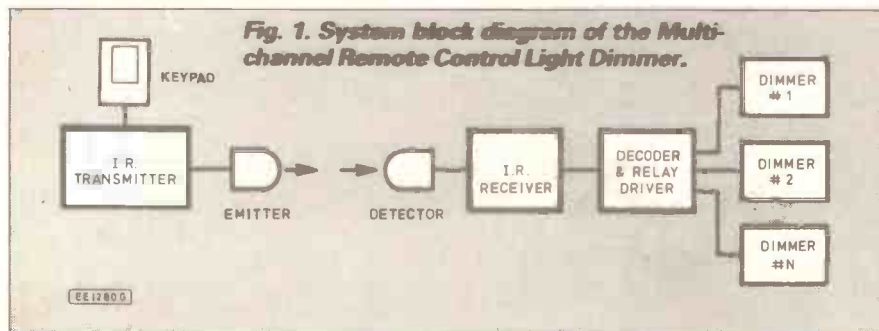 Fig. 1. System block diagram of the Multi-
channel Remote Control Light Dimmer.
KEYPAD
I.R.
TRANSMITTER
EMITTER
DETECTOR
I.R.
RECEIVER
DECODER
& RELAY
DRIVER
DIMMER
# 1
DIMMER
# 2
DIMMER
#N
EE1280G